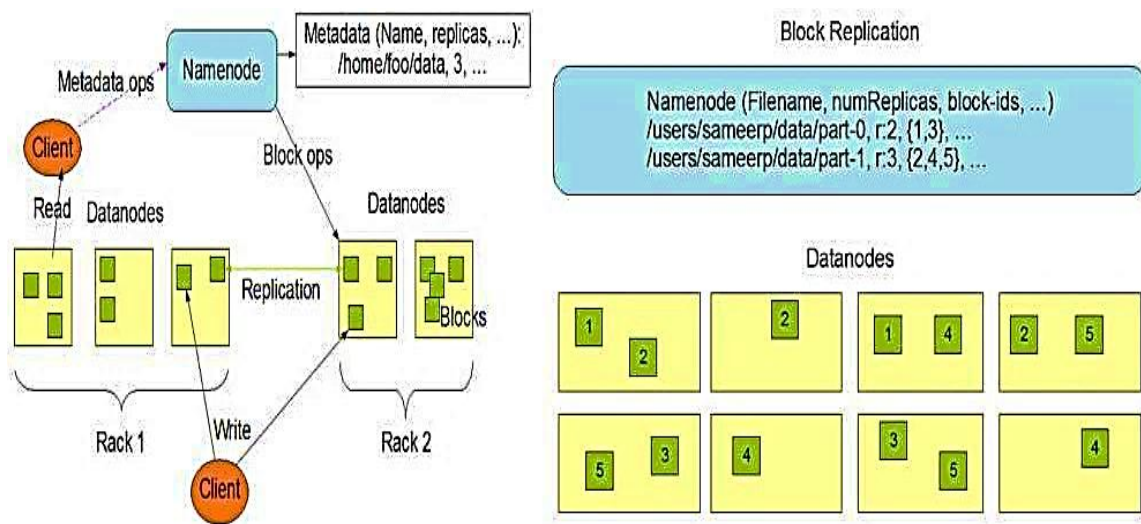 Metadata (Name, replicas, ...):
/home/foo/data, 3, ...
Namenode
Metadata ops
Client
Block ops
Read
Datanodes
Datanodes
Replication
Blocks
Rack 1
Write
Rack 2
Client
Block Replication
Namenode (Filename, numReplicas, block-ids, ...)
/users/sameerp/data/part-0, r:2, {1,3}, ...
/users/sameerp/data/part-1, r:3, {2,4,5}, ...
Datanodes
1
2
2
1
4
2
5
5
3
4
3
5
4